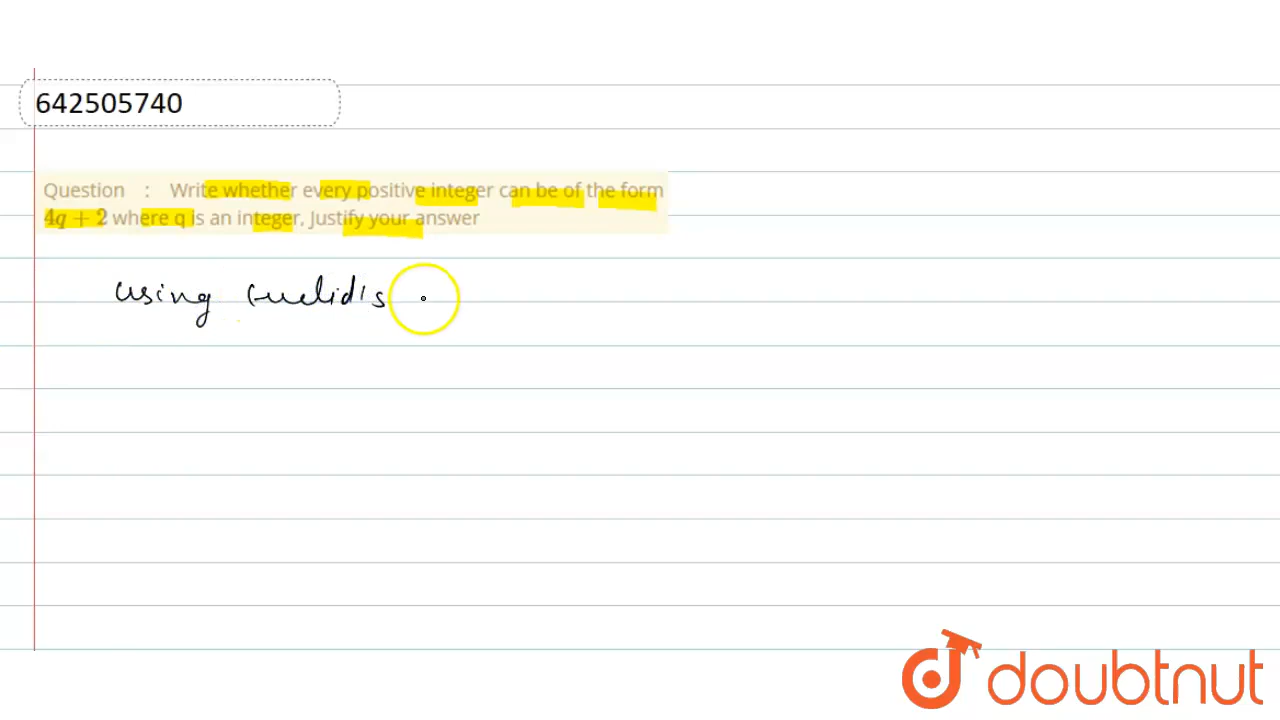 642505740
Question : Write whether every positive integer can be of the form
4q + 2 where q is an integer, Justify your answer
using Euclid's
doubtnut